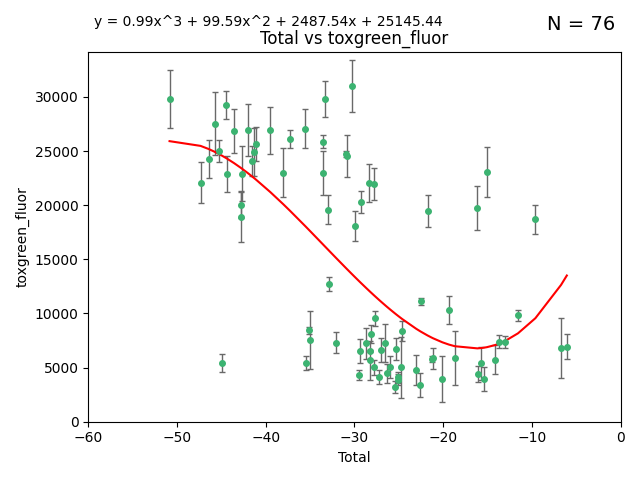 y = 0.99x^3 + 99.59x^2 + 2487.54x + 25145.44
N = 76
Total vs toxgreen_fluor
30000
25000
20000
15000
10000
5000
0
toxgreen_fluor
−60
−50
−40
−30
−20
−10
0
Total